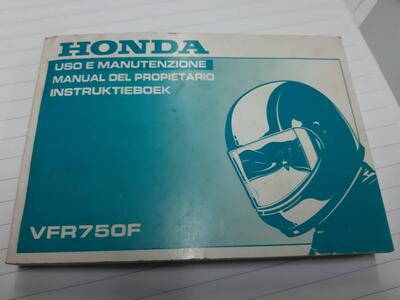 HONDA
USO E MANUTENZIONE
MANUAL DEL PROPIETARIO
INSTRUKTIEBOEK
VFR750F